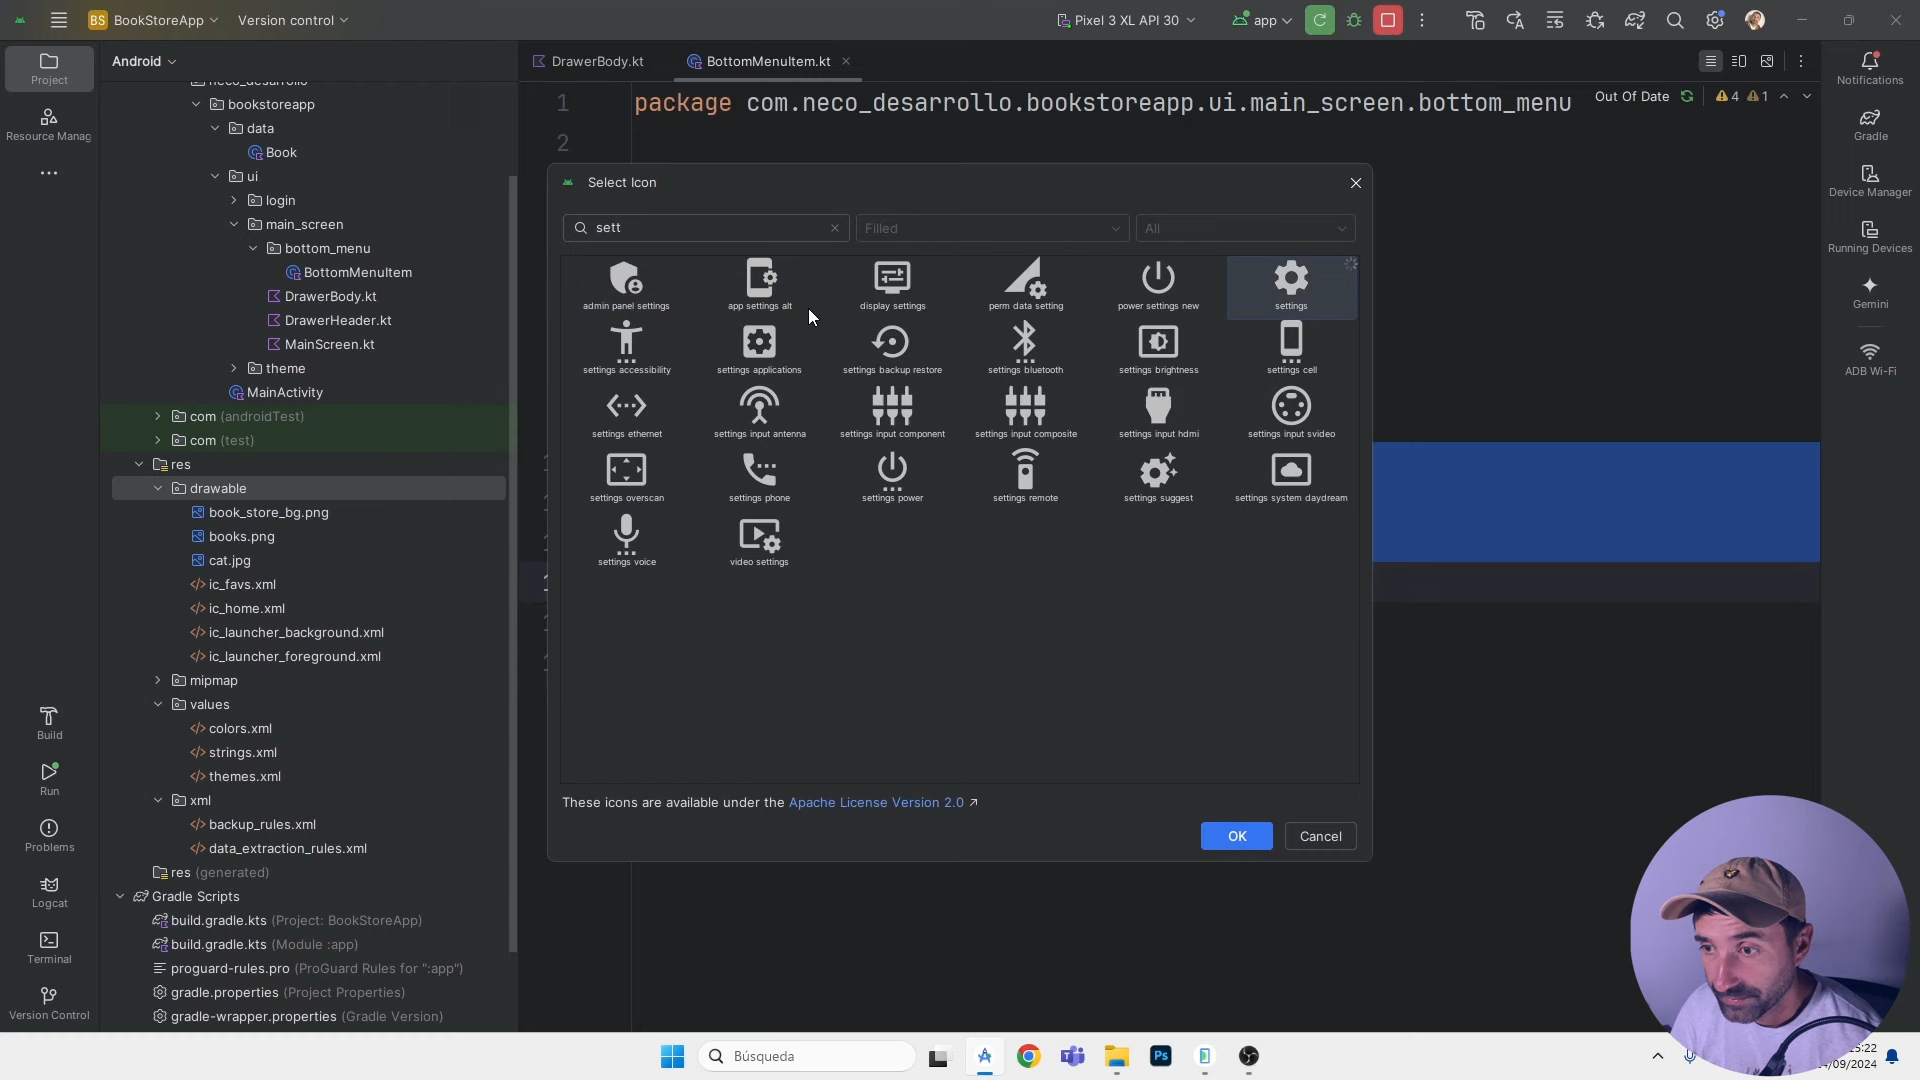 BS BookStoreApp
Version control
Pixel 3 XL API 30
app
Project
Resource Manag
Build
Run
Problems
Logcat
Terminal
Version Control
Android
bookstoreapp
data
Book
ui
login
main_screen
bottom_menu
BottomMenuItem
DrawerBody.kt
DrawerHeader.kt
MainScreen.kt
theme
MainActivity
com (androidTest)
com (test)
res
drawable
book_store_bg.png
books.png
cat.jpg
ic_favs.xml
ic_home.xml
ic_launcher_background.xml
ic_launcher_foreground.xml
mipmap
values
colors.xml
strings.xml
themes.xml
xml
backup_rules.xml
data_extraction_rules.xml
res (generated)
Gradle Scripts
build.gradle.kts (Project: BookStoreApp)
build.gradle.kts (Module :app)
proguard-rules.pro (ProGuard Rules for ":app")
gradle.properties (Project Properties)
gradle-wrapper.properties (Gradle Version)
DrawerBody.kt
BottomMenuItem.kt
1 package com.neco_desarrollo.bookstoreapp.ui.main_screen.bottom_menu
2
Out Of Date
4
1
Select Icon
sett
Filled
All
admin panel settings
app settings alt
display settings
perm data setting
power settings new
settings
settings accessibility
settings applications
settings backup restore
settings bluetooth
settings brightness
settings cell
settings ethernet
settings input antenna
settings input component
settings input composite
settings input hdmi
settings input svideo
settings overscan
settings phone
settings power
settings remote
settings suggest
settings system daydream
settings voice
video settings
These icons are available under the Apache License Version 2.0
OK
Cancel
Notifications
Gradle
Device Manager
Running Devices
Gemini
ADB Wi-Fi
Búsqueda
Ps
/09/2024